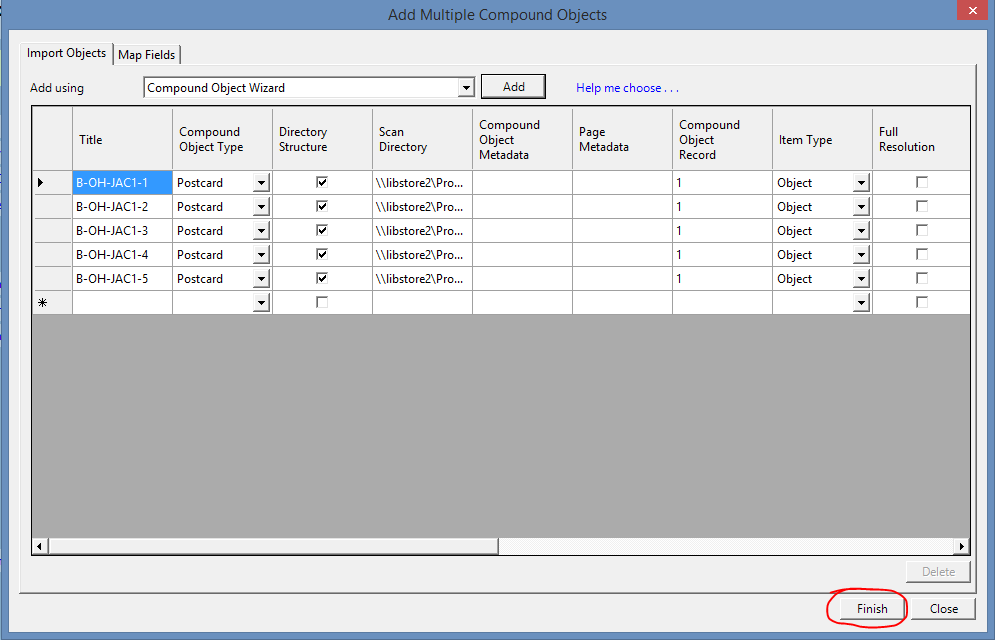 Add Multiple Compound Objects
Import Objects
Map Fields
Add using
Compound Object Wizard
Add
Help me choose . . .
Title
Compound
Object Type
Directory
Structure
Scan
Directory
Compound
Object
Metadata
Page
Metadata
Compound
Object
Record
Item Type
Full
Resolution
B-OH-JAC1-1 Postcard \\libstore2\Pro... 1 Object
B-OH-JAC1-2 Postcard \\libstore2\Pro... 1 Object
B-OH-JAC1-3 Postcard \\libstore2\Pro... 1 Object
B-OH-JAC1-4 Postcard \\libstore2\Pro... 1 Object
B-OH-JAC1-5 Postcard \\libstore2\Pro... 1 Object
Delete
Finish
Close